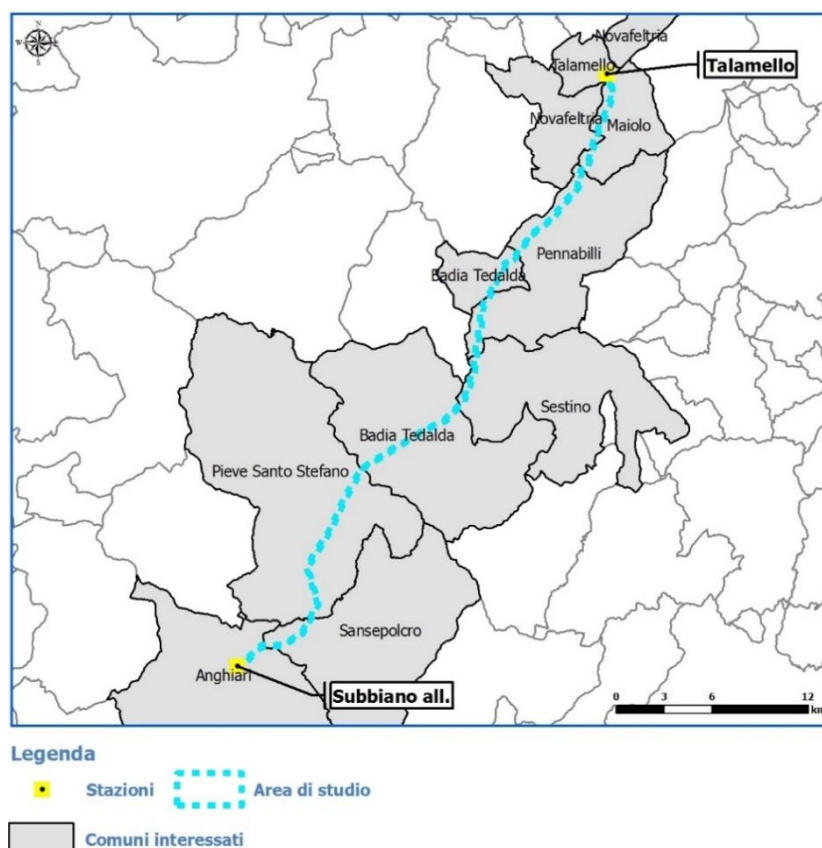 N
W
E
S
Novafeltria
Talamello
Talamello
Novafeltria
Maiolo
Pennabilli
Badia Tedalda
Sestino
Badia Tedalda
Pieve Santo Stefano
Sansepolcro
Anghiari
Subbiano all.
0 3 6 12
km
Legenda
Stazioni Area di studio
Comuni interessati